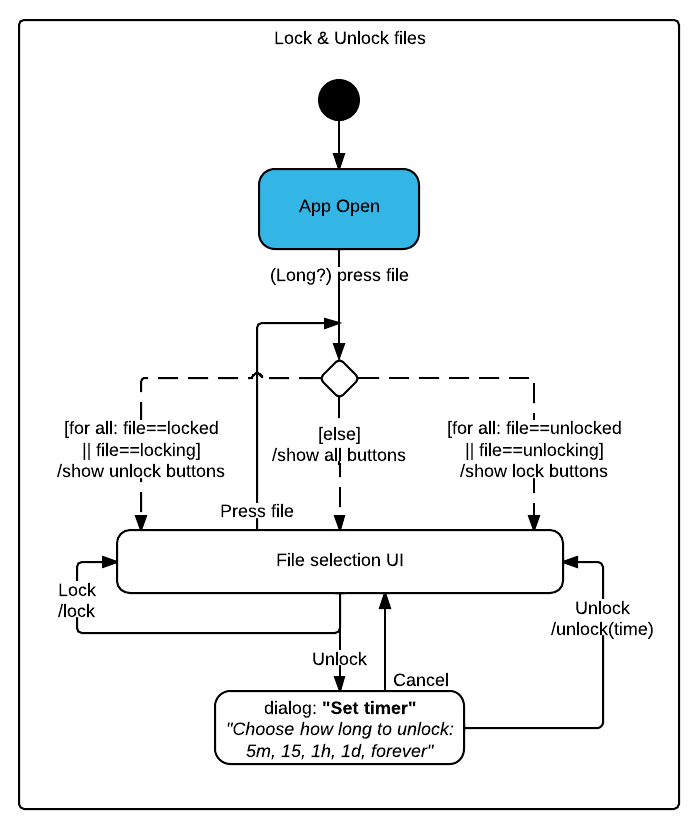 Lock & Unlock files
App Open
(Long?) press file
[for all: file==locked
|| file==locking]
/show unlock buttons
[else]
/show all buttons
[for all: file==unlocked
|| file==unlocking]
/show lock buttons
Press file
File selection UI
Lock
/lock
Unlock
/unlock(time)
Unlock
Cancel
dialog: "Set timer"
"Choose how long to unlock:
5m, 15, 1h, 1d, forever"